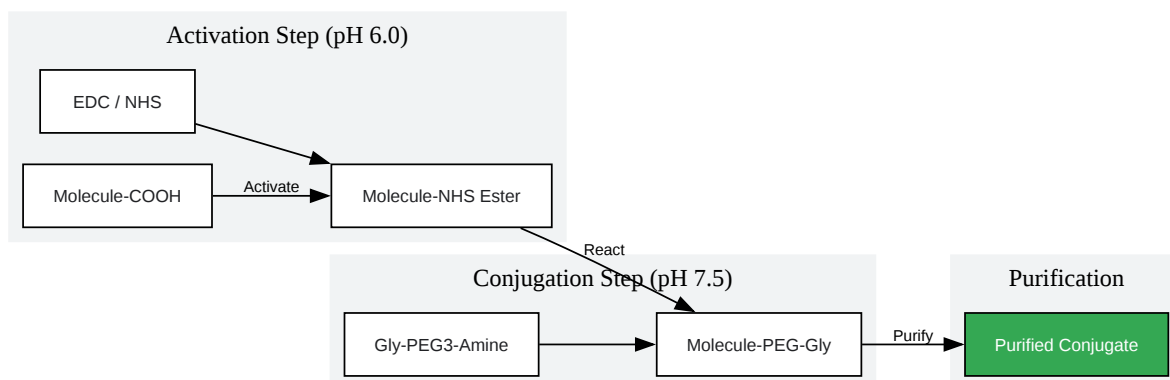 Activation Step (pH 6.0)
EDC / NHS
Molecule-COOH
Activate
Molecule-NHS Ester
React
Conjugation Step (pH 7.5)
Gly-PEG3-Amine
Molecule-PEG-Gly
Purify
Purification
Purified Conjugate